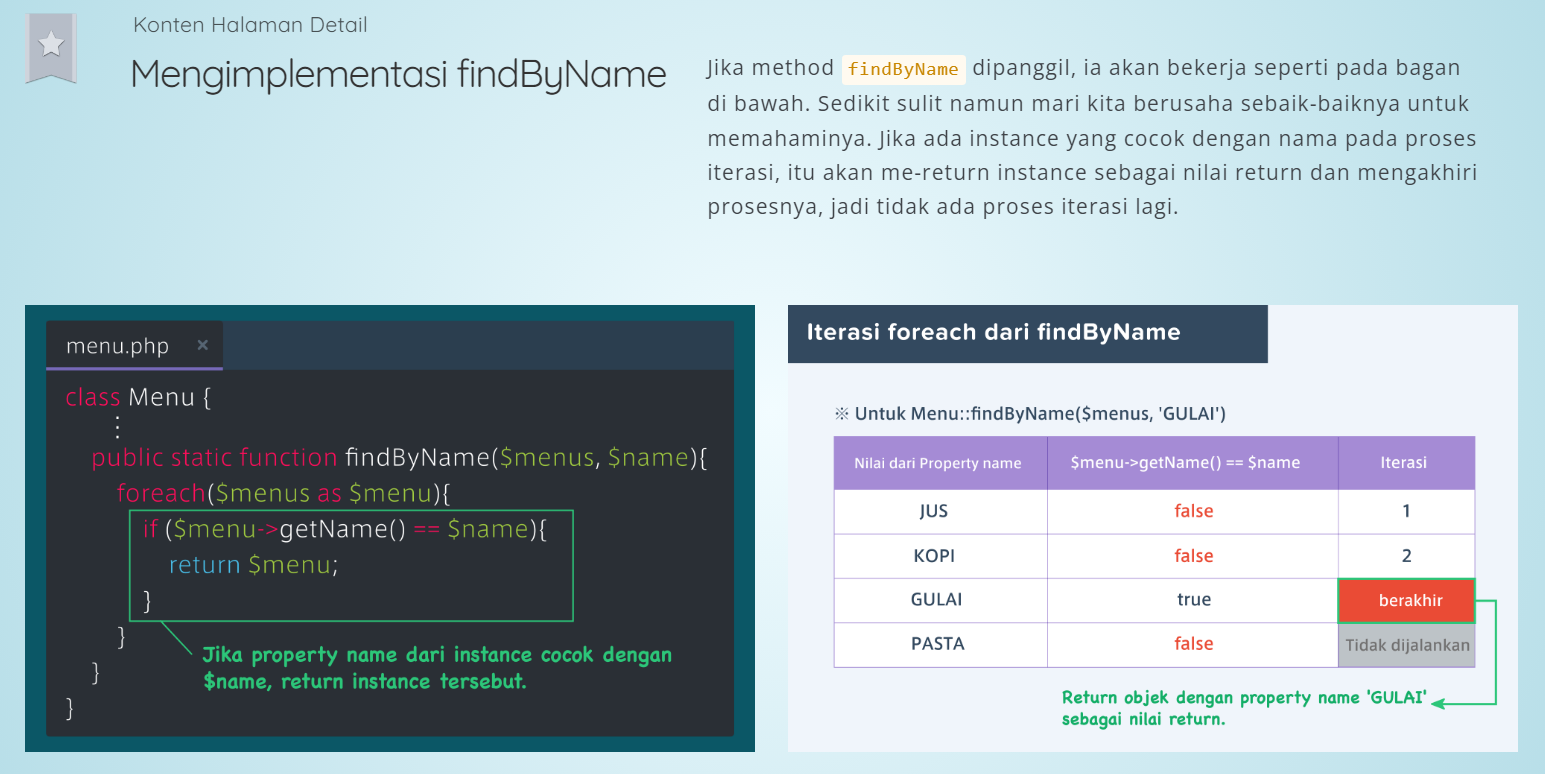 Konten Halaman Detail
Mengimplementasi findByName
Jika method findByName dipanggil, ia akan bekerja seperti pada bagan
di bawah. Sedikit sulit namun mari kita berusaha sebaik-baiknya untuk
memahaminya. Jika ada instance yang cocok dengan nama pada proses
iterasi, itu akan me-return instance sebagai nilai return dan mengakhiri
prosesnya, jadi tidak ada proses iterasi lagi.
menu.php ×
class Menu {
⋮
public static function findByName($menus, $name){
foreach($menus as $menu){
if ($menu->getName() == $name){
return $menu;
}
}
}
}
Jika property name dari instance cocok dengan
$name, return instance tersebut.
Iterasi foreach dari findByName
※ Untuk Menu::findByName($menus, 'GULAI')
Nilai dari Property name $menu->getName() == $name Iterasi
JUS false 1
KOPI false 2
GULAI true berakhir
PASTA false Tidak dijalankan
Return objek dengan property name 'GULAI'
sebagai nilai return.